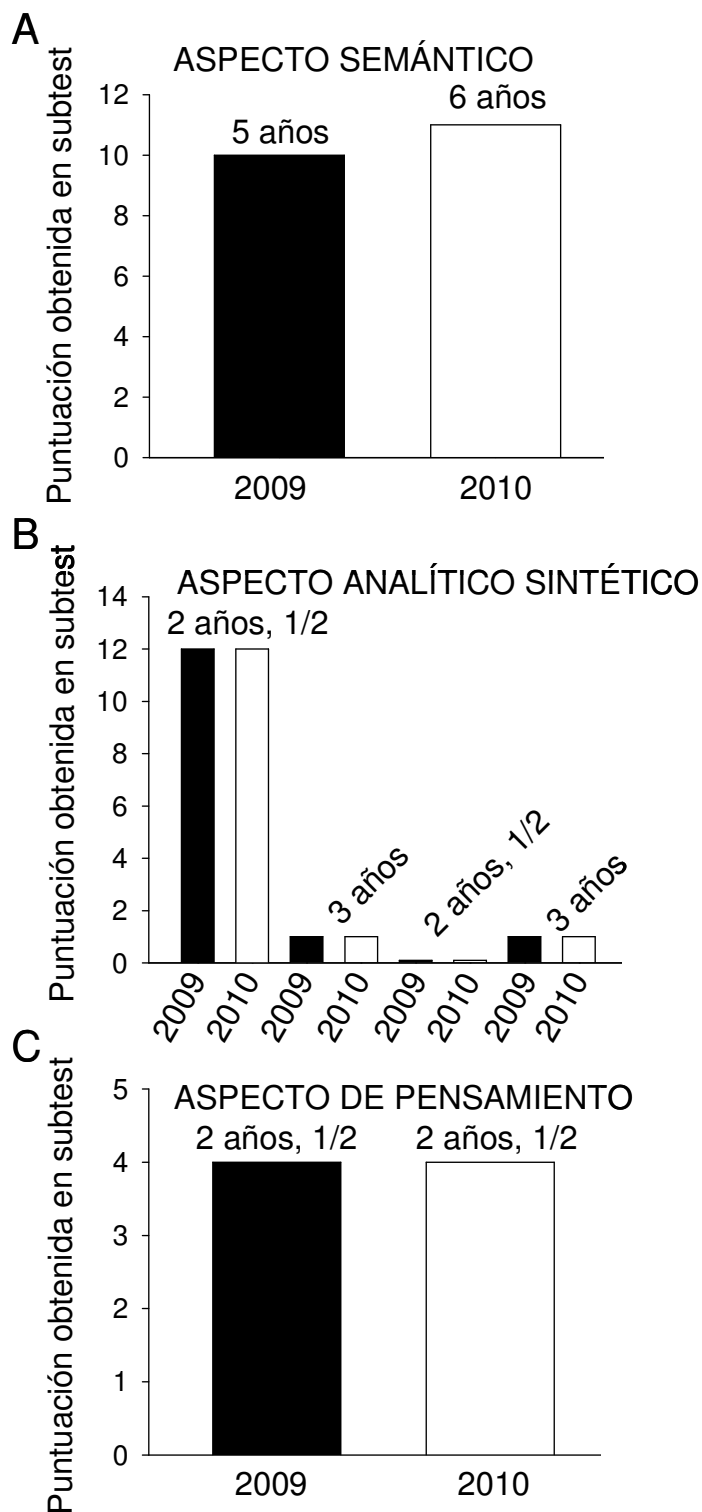 A
Puntuación obtenida en subtest
ASPECTO SEMÁNTICO
12
10
8
6
4
2
0
5 años
6 años
2009
2010
B
Puntuación obtenida en subtest
ASPECTO ANALÍTICO SINTÉTICO
14
12
10
8
6
4
2
0
2 años, 1/2
3 años
2 años, 1/2
3 años
2009
2010
2009
2010
2009
2010
2009
2010
C
Puntuación obtenida en subtest
ASPECTO DE PENSAMIENTO
5
4
3
2
1
0
2 años, 1/2
2 años, 1/2
2009
2010